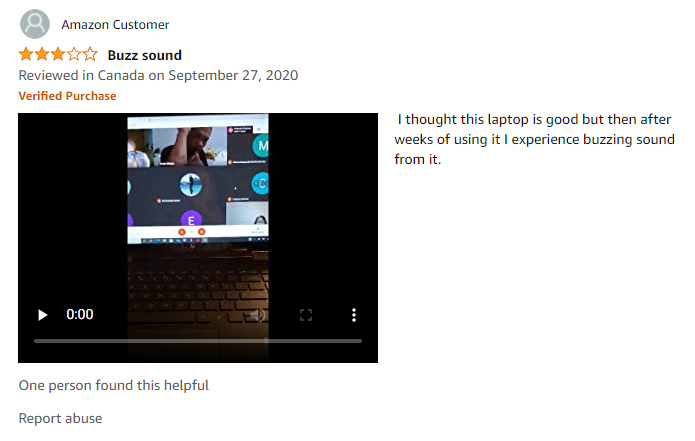 Amazon Customer
Buzz sound
Reviewed in Canada on September 27, 2020
Verified Purchase
I thought this laptop is good but then after
weeks of using it I experience buzzing sound
from it.
M
C
E
0:00
One person found this helpful
Report abuse